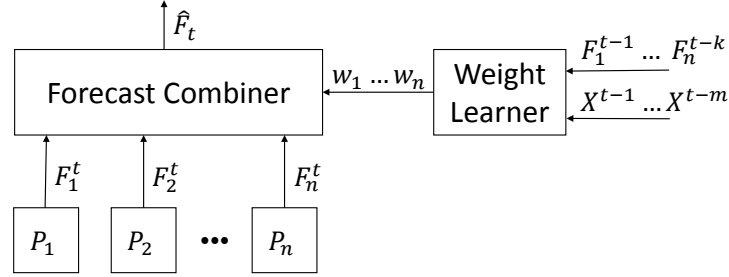 F̂_t
Forecast Combiner
w_1 … w_n
Weight
Learner
F_1^{t−1} … F_n^{t−k}
X^{t−1} … X^{t−m}
F_1^t F_2^t F_n^t
P_1 P_2 ••• P_n